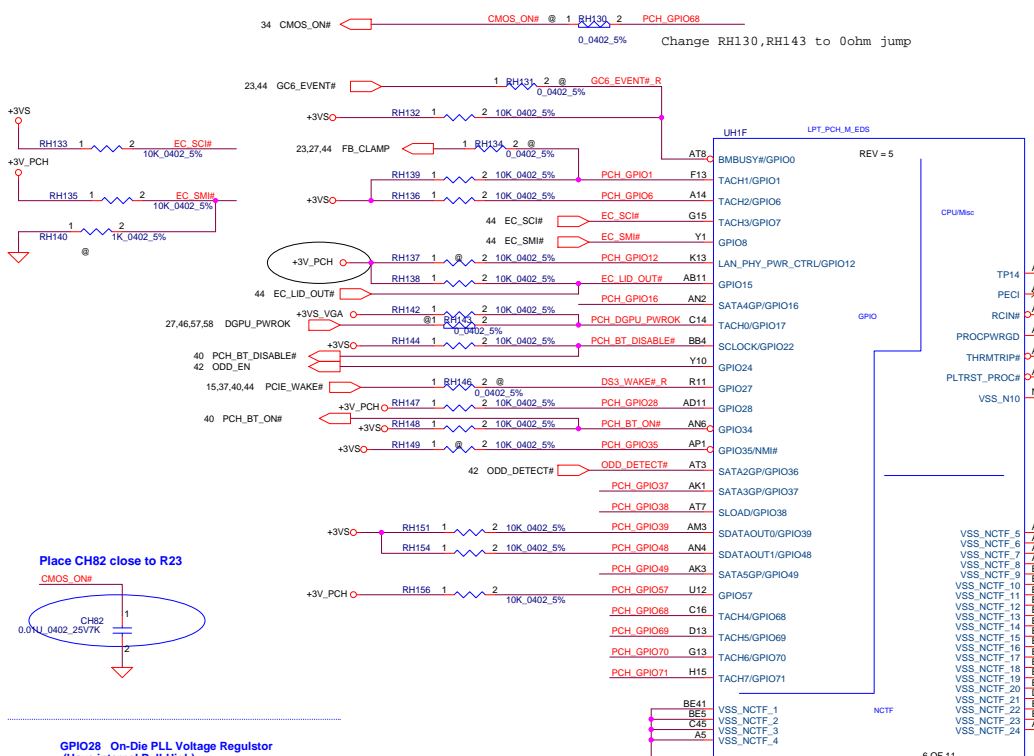 34 CMOS_ON# CMOS_ON# @ 1 RH130 2 PCH_GPIO68
0_0402_5%
Change RH130,RH143 to 0ohm jump
23,44 GC6_EVENT# 1 RH131 2 @ GC6_EVENT#_R
0_0402_5%
+3VS RH132 1 2 10K_0402_5%
+3VS
RH133 1 2 EC_SCI#
10K_0402_5%
+3V_PCH
RH135 1 2 EC_SMI#
10K_0402_5%
1 2
RH140 1K_0402_5%
@
23,27,44 FB_CLAMP 1 RH134 2 @
0_0402_5%
RH139 1 2 10K_0402_5% PCH_GPIO1
+3VS RH136 1 2 10K_0402_5% PCH_GPIO6
44 EC_SCI# EC_SCI#
44 EC_SMI# EC_SMI#
+3V_PCH RH137 1 @ 2 10K_0402_5% PCH_GPIO12
RH138 1 2 10K_0402_5% EC_LID_OUT#
44 EC_LID_OUT#
PCH_GPIO16
+3VS_VGA RH142 1 2 10K_0402_5%
27,46,57,58 DGPU_PWROK @1 RH143 2 PCH_DGPU_PWROK
0_0402_5%
+3VS RH144 1 2 10K_0402_5% PCH_BT_DISABLE#
40 PCH_BT_DISABLE#
42 ODD_EN
15,37,40,44 PCIE_WAKE# 1 RH146 2 @ DS3_WAKE#_R
0_0402_5%
+3V_PCH RH147 1 2 10K_0402_5% PCH_GPIO28
40 PCH_BT_ON#
+3VS RH148 1 2 10K_0402_5% PCH_BT_ON#
+3VS RH149 1 @ 2 10K_0402_5% PCH_GPIO35
42 ODD_DETECT# ODD_DETECT#
PCH_GPIO37
PCH_GPIO38
+3VS RH151 1 2 10K_0402_5% PCH_GPIO39
RH154 1 2 10K_0402_5% PCH_GPIO48
PCH_GPIO49
+3V_PCH RH156 1 2 PCH_GPIO57
10K_0402_5%
PCH_GPIO68
PCH_GPIO69
PCH_GPIO70
PCH_GPIO71
UH1F LPT_PCH_M_EDS
REV = 5
AT8 BMBUSY#/GPIO0
F13 TACH1/GPIO1
A14 TACH2/GPIO6
G15 TACH3/GPIO7
Y1 GPIO8
K13 LAN_PHY_PWR_CTRL/GPIO12
AB11 GPIO15
AN2 SATA4GP/GPIO16
C14 TACH0/GPIO17
BB4 SCLOCK/GPIO22
Y10 GPIO24
R11 GPIO27
AD11 GPIO28
AN6 GPIO34
AP1 GPIO35/NMI#
AT3 SATA2GP/GPIO36
AK1 SATA3GP/GPIO37
AT7 SLOAD/GPIO38
AM3 SDATAOUT0/GPIO39
AN4 SDATAOUT1/GPIO48
AK3 SATA5GP/GPIO49
U12 GPIO57
C16 TACH4/GPIO68
D13 TACH5/GPIO69
G13 TACH6/GPIO70
H15 TACH7/GPIO71
BE41 VSS_NCTF_1
BE5 VSS_NCTF_2
C45 VSS_NCTF_3
A5 VSS_NCTF_4
CPU/Misc
GPIO
NCTF
TP14
PECI
RCIN#
PROCPWRGD
THRMTRIP#
PLTRST_PROC#
VSS_N10
VSS_NCTF_5
VSS_NCTF_6
VSS_NCTF_7
VSS_NCTF_8
VSS_NCTF_9
VSS_NCTF_10
VSS_NCTF_11
VSS_NCTF_12
VSS_NCTF_13
VSS_NCTF_14
VSS_NCTF_15
VSS_NCTF_16
VSS_NCTF_17
VSS_NCTF_18
VSS_NCTF_19
VSS_NCTF_20
VSS_NCTF_21
VSS_NCTF_22
VSS_NCTF_23
VSS_NCTF_24
6 OF 11
Place CH82 close to R23
CMOS_ON#
1
CH82
0.01U_0402_25V7K
2
GPIO28 On-Die PLL Voltage Regulstor